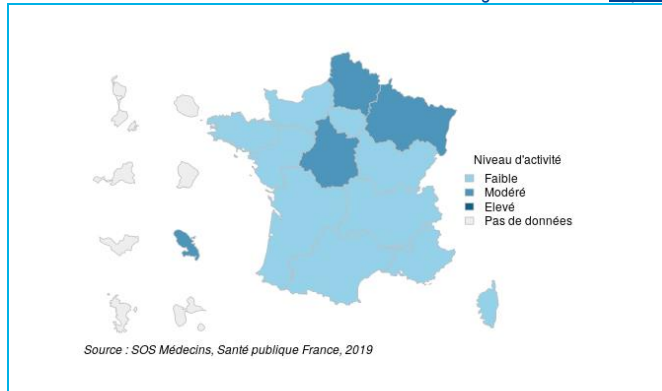 Niveau d'activité
Faible
Modéré
Elevé
Pas de données
Source : SOS Médecins, Santé publique France, 2019